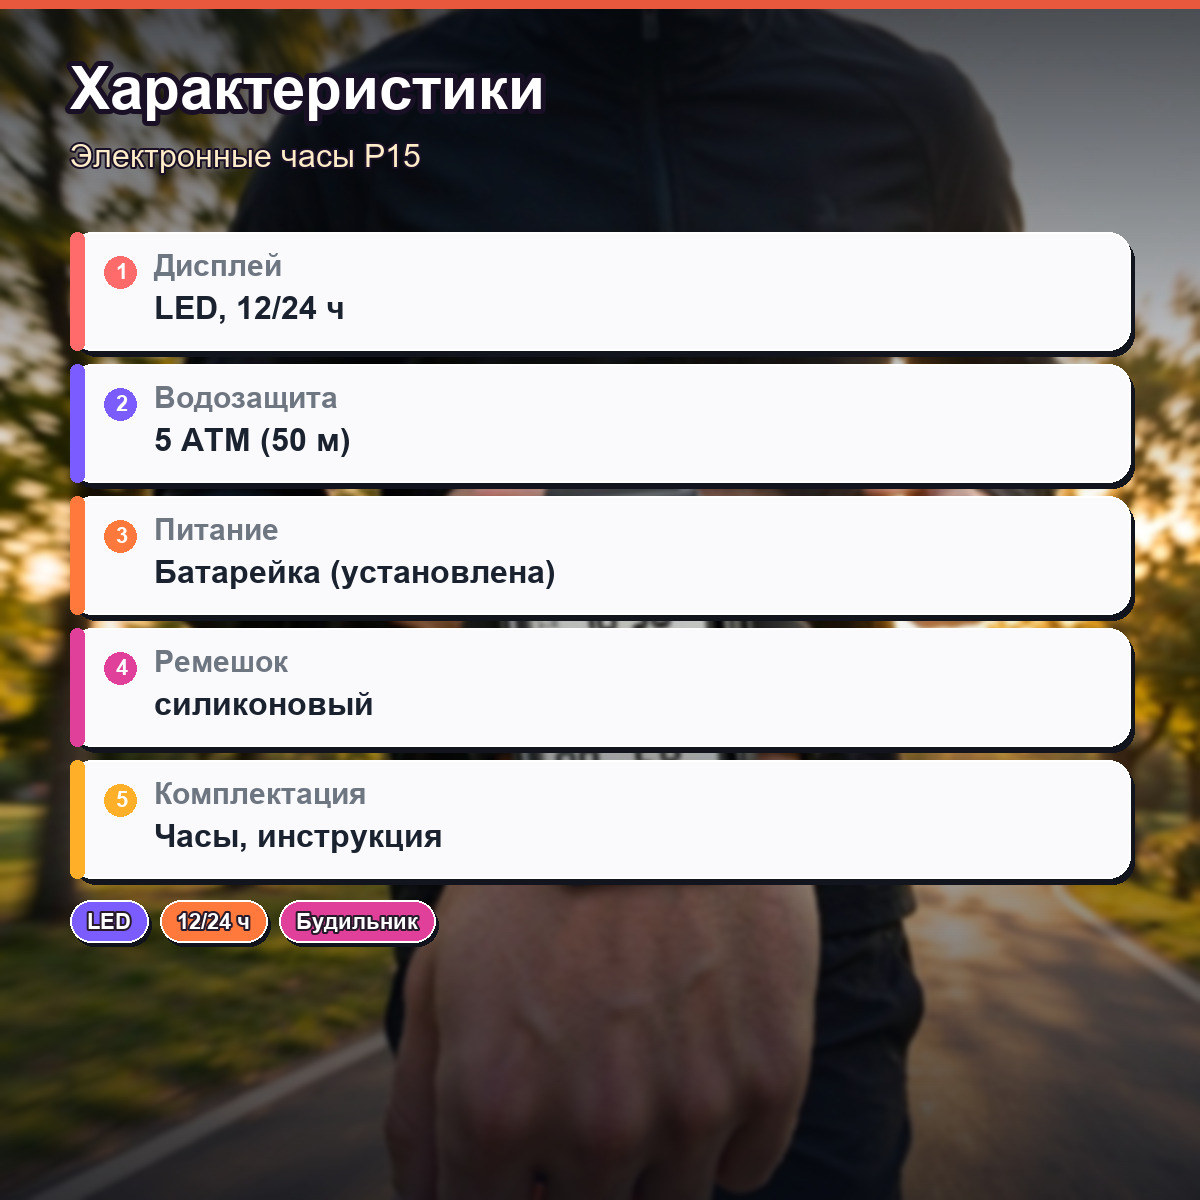 Характеристики
Электронные часы P15
1 Дисплей
LED, 12/24 ч
2 Водозащита
5 ATM (50 м)
3 Питание
Батарейка (установлена)
4 Ремешок
силиконовый
5 Комплектация
Часы, инструкция
LED 12/24 ч Будильник